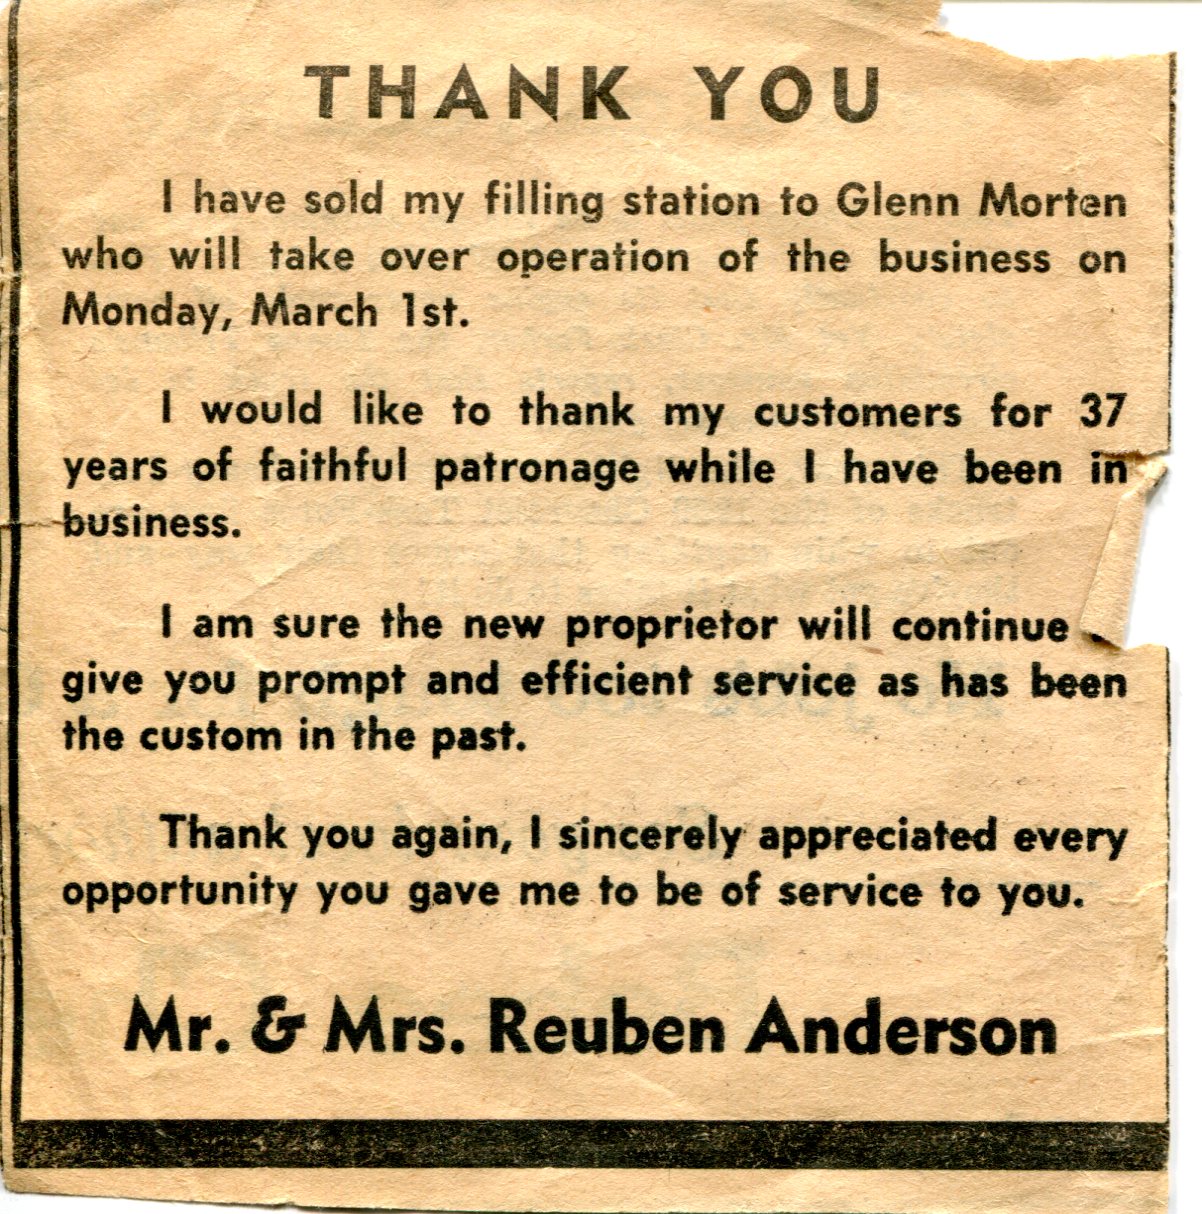 THANK YOU
I have sold my filling station to Glenn Morten
who will take over operation of the business on
Monday, March 1st.
I would like to thank my customers for 37
years of faithful patronage while I have been in
business.
I am sure the new proprietor will continue
give you prompt and efficient service as has been
the custom in the past.
Thank you again, I sincerely appreciated every
opportunity you gave me to be of service to you.
Mr. & Mrs. Reuben Anderson